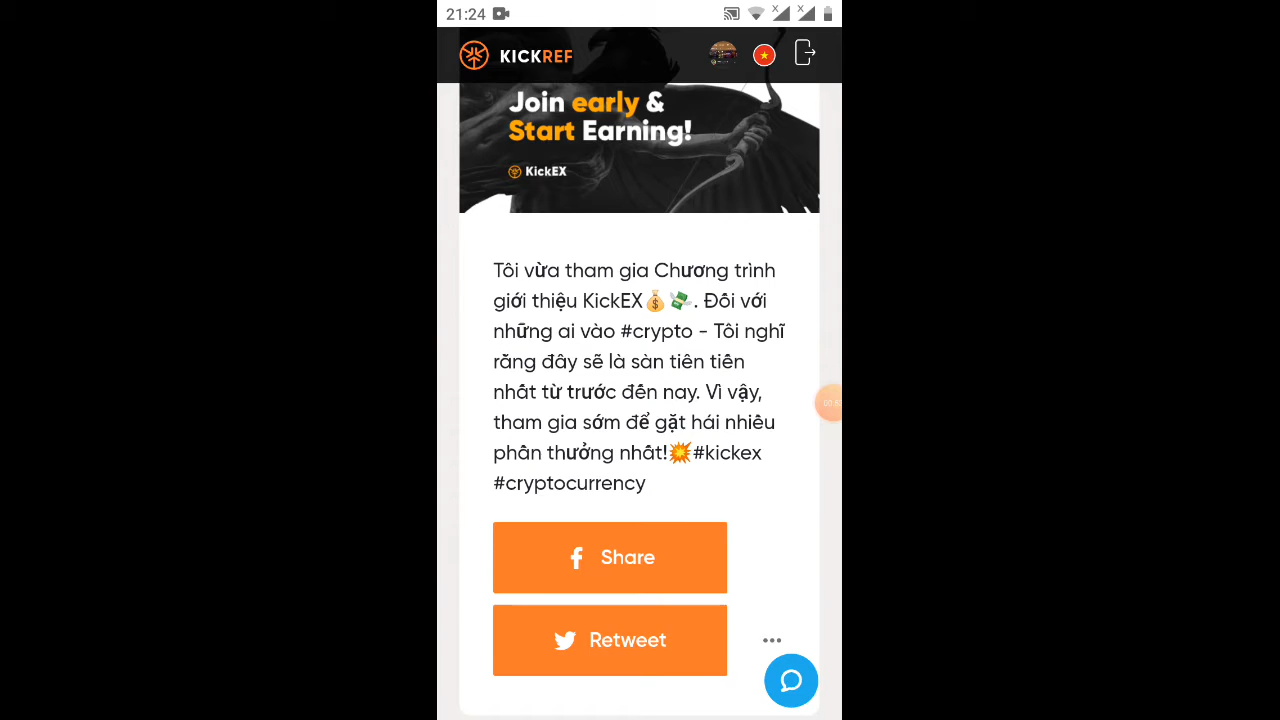 21:24
KICKREF
Join early &
Start Earning!
KickEX
Tôi vừa tham gia Chương trình
giới thiệu KickEX💰💸. Đối với
những ai vào #crypto - Tôi nghĩ
rằng đây sẽ là sàn tiên tiến
nhất từ trước đến nay. Vì vậy,
tham gia sớm để gặt hái nhiều
phần thưởng nhất!💥#kickex
#cryptocurrency
Share
Retweet